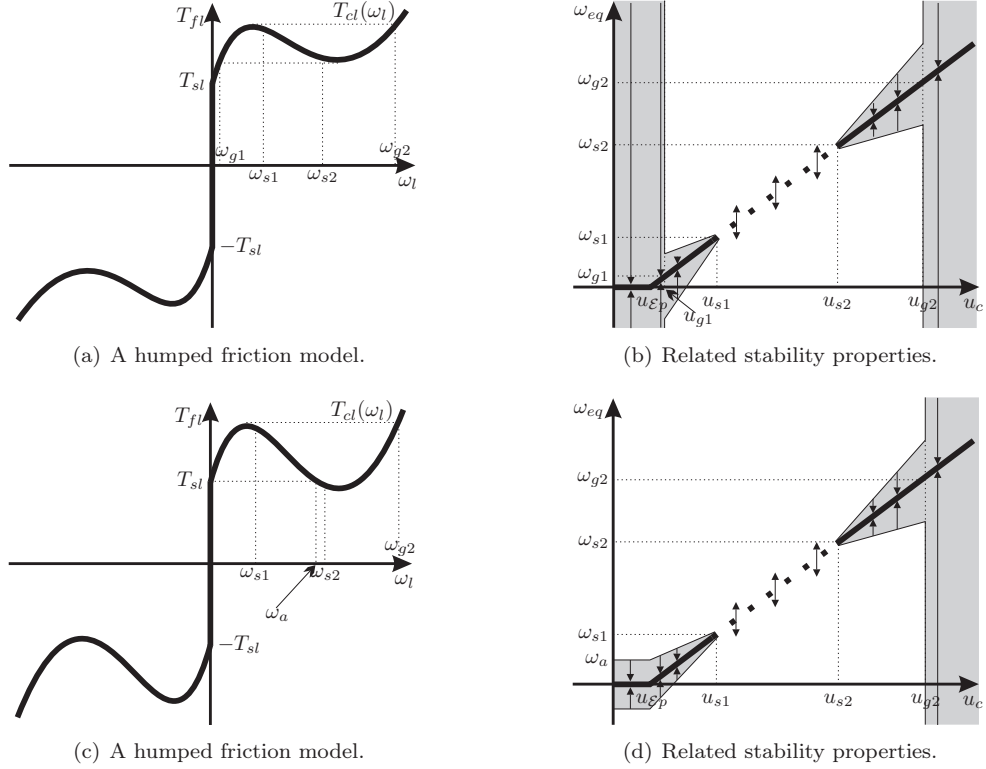 T_{fl}
T_{cl}(ω_l)
T_{sl}
ω_{g1}
ω_{g2}
ω_{s1}
ω_{s2}
ω_l
−T_{sl}
(a) A humped friction model.
ω_{eq}
ω_{g2}
ω_{s2}
ω_{s1}
ω_{g1}
u_{ℰp}
u_{g1}
u_{s1}
u_{s2}
u_{g2}
u_c
(b) Related stability properties.
T_{fl}
T_{cl}(ω_l)
T_{sl}
ω_{g2}
ω_{s1}
ω_{s2}
ω_l
ω_a
−T_{sl}
(c) A humped friction model.
ω_{eq}
ω_{g2}
ω_{s2}
ω_{s1}
ω_a
u_{ℰp}
u_{s1}
u_{s2}
u_{g2}
u_c
(d) Related stability properties.